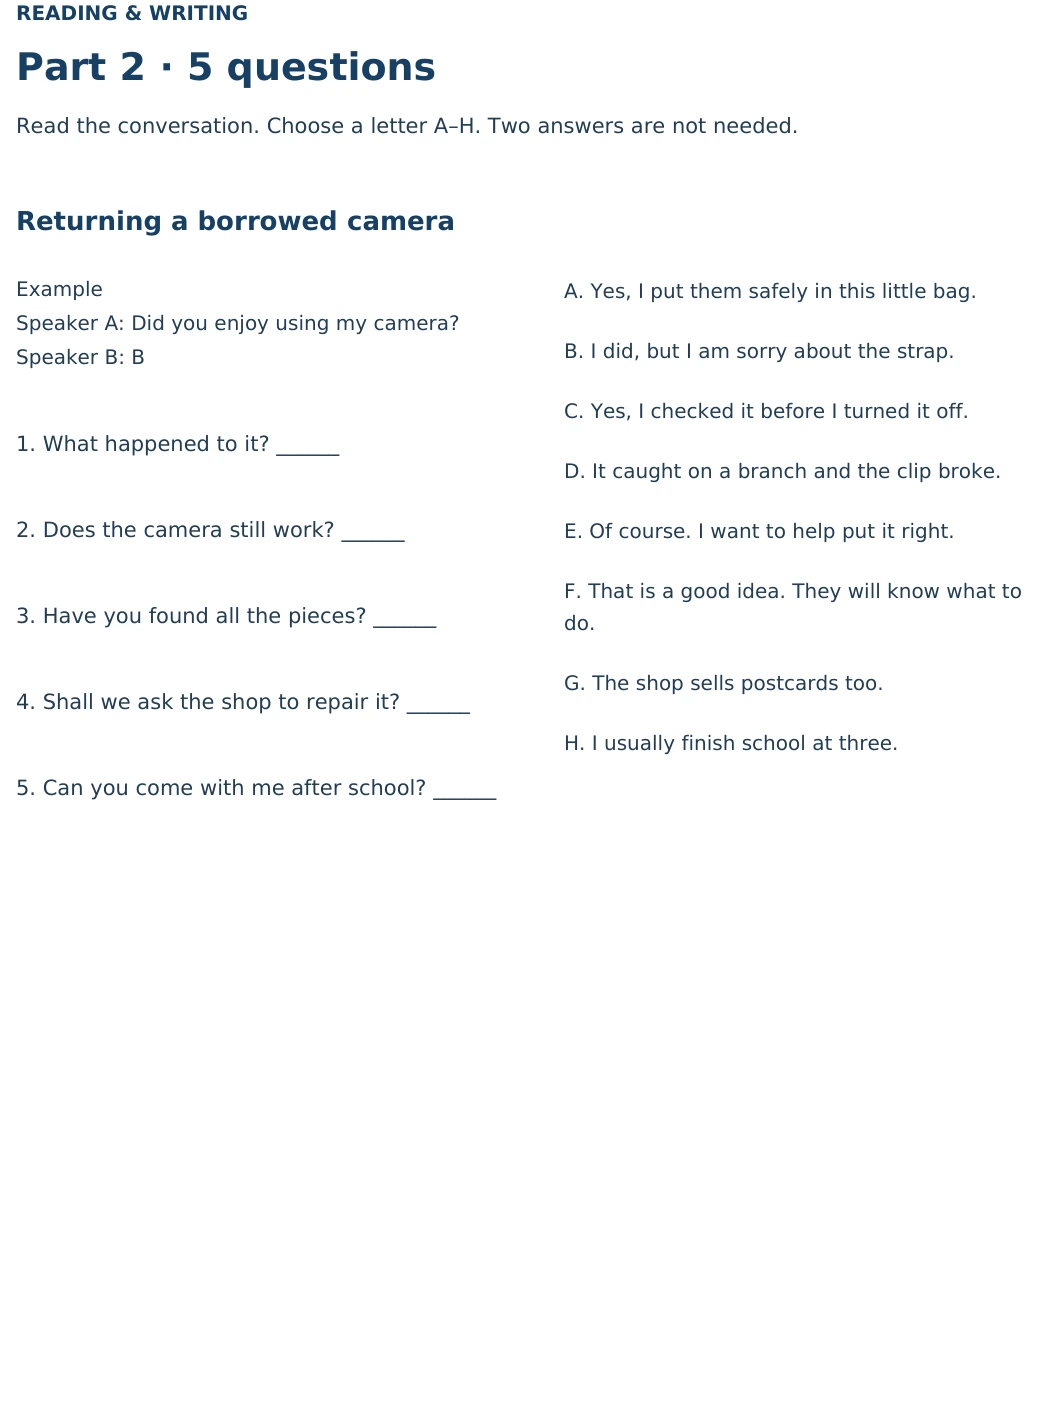 READING & WRITING
Part 2 · 5 questions
Read the conversation. Choose a letter A–H. Two answers are not needed.
Returning a borrowed camera
Example
Speaker A: Did you enjoy using my camera?
Speaker B: B
1. What happened to it? ______
2. Does the camera still work? ______
3. Have you found all the pieces? ______
4. Shall we ask the shop to repair it? ______
5. Can you come with me after school? ______
A. Yes, I put them safely in this little bag.
B. I did, but I am sorry about the strap.
C. Yes, I checked it before I turned it off.
D. It caught on a branch and the clip broke.
E. Of course. I want to help put it right.
F. That is a good idea. They will know what to
do.
G. The shop sells postcards too.
H. I usually finish school at three.